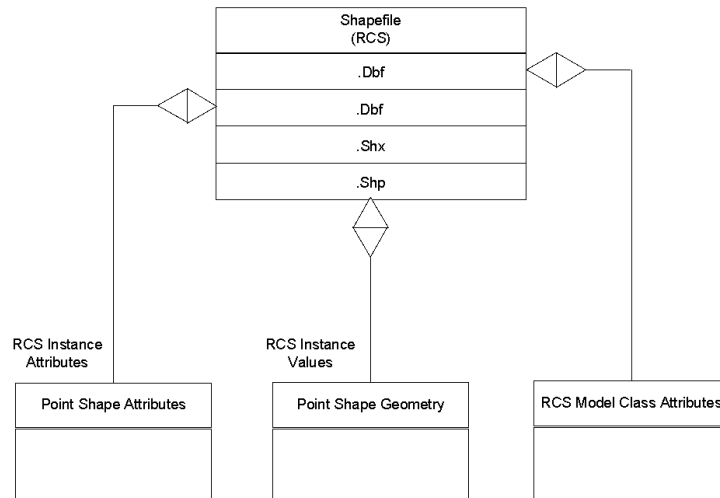 Shapefile
(RCS)
.Dbf
.Dbf
.Shx
.Shp
RCS Instance
Attributes
RCS Instance
Values
Point Shape Attributes
Point Shape Geometry
RCS Model Class Attributes